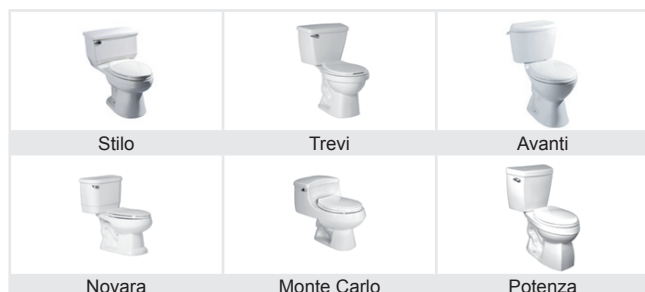 Stilo
Trevi
Avanti
Novara
Monte Carlo
Potenza